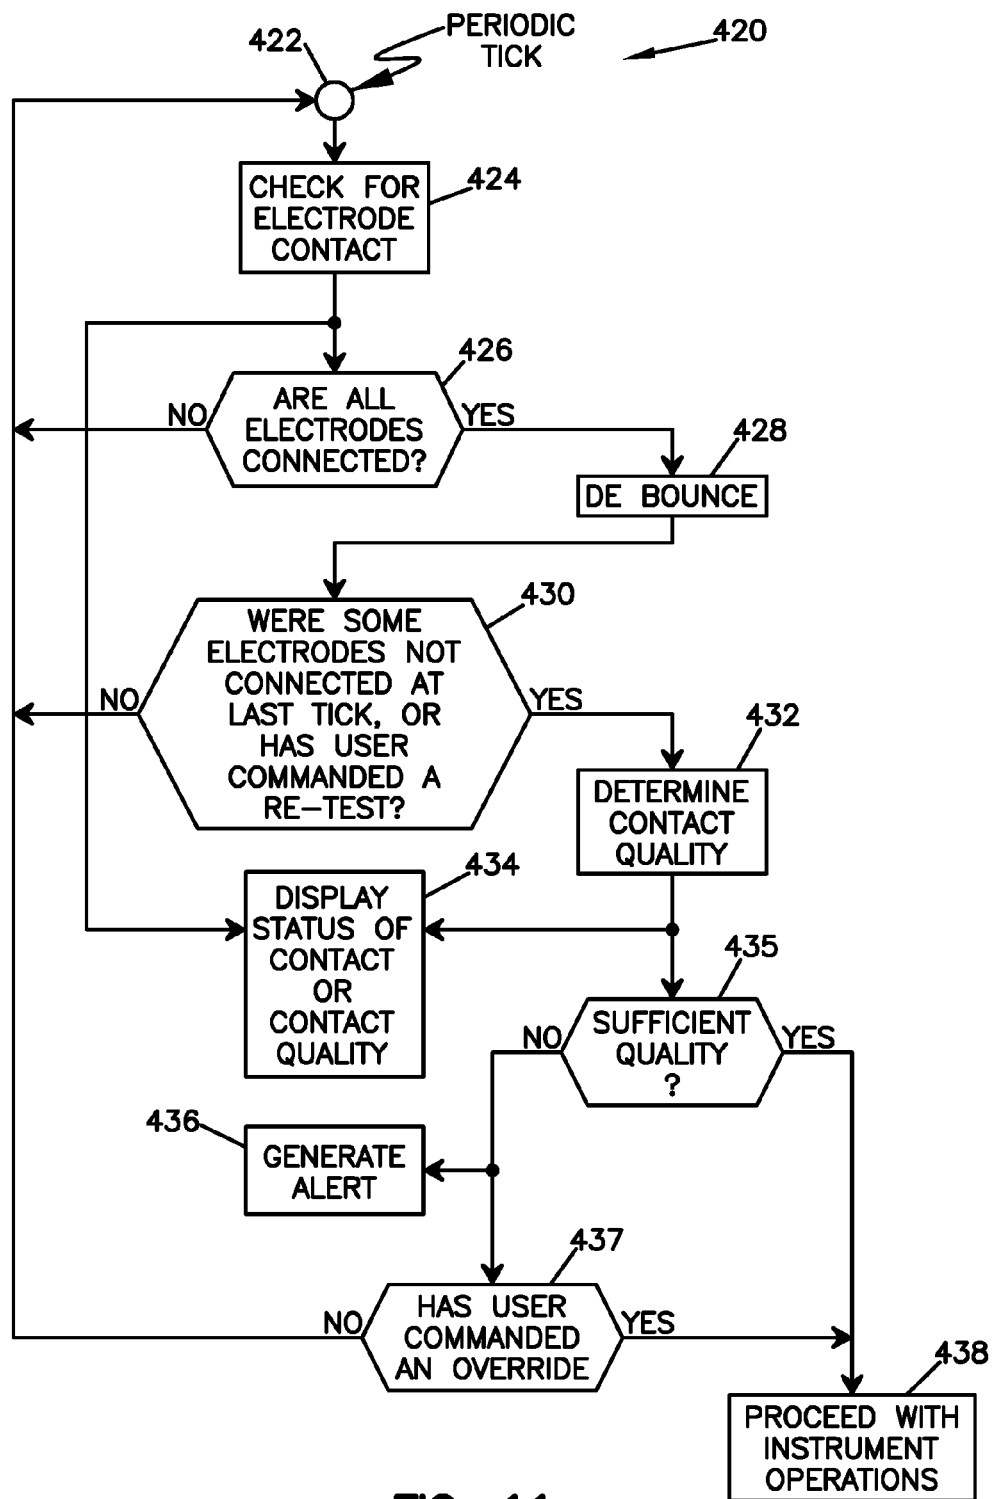 PERIODIC
TICK
420
422
CHECK FOR
ELECTRODE
CONTACT
424
426
ARE ALL
ELECTRODES
CONNECTED?
NO
YES
428
DE BOUNCE
430
WERE SOME
ELECTRODES NOT
CONNECTED AT
LAST TICK, OR
HAS USER
COMMANDED A
RE-TEST?
NO
YES
432
DETERMINE
CONTACT
QUALITY
434
DISPLAY
STATUS OF
CONTACT
OR
CONTACT
QUALITY
435
SUFFICIENT
QUALITY
?
NO
YES
436
GENERATE
ALERT
437
HAS USER
COMMANDED
AN OVERRIDE
NO
YES
438
PROCEED WITH
INSTRUMENT
OPERATIONS